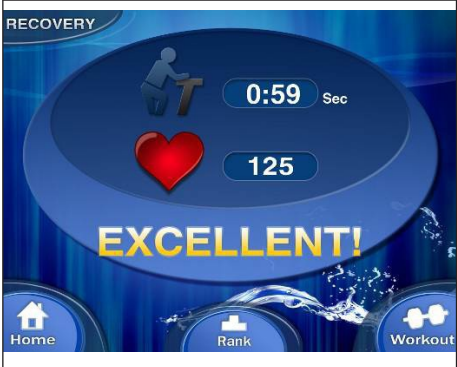 RECOVERY
0:59 Sec
125
EXCELLENT!
Home
Rank
Workout